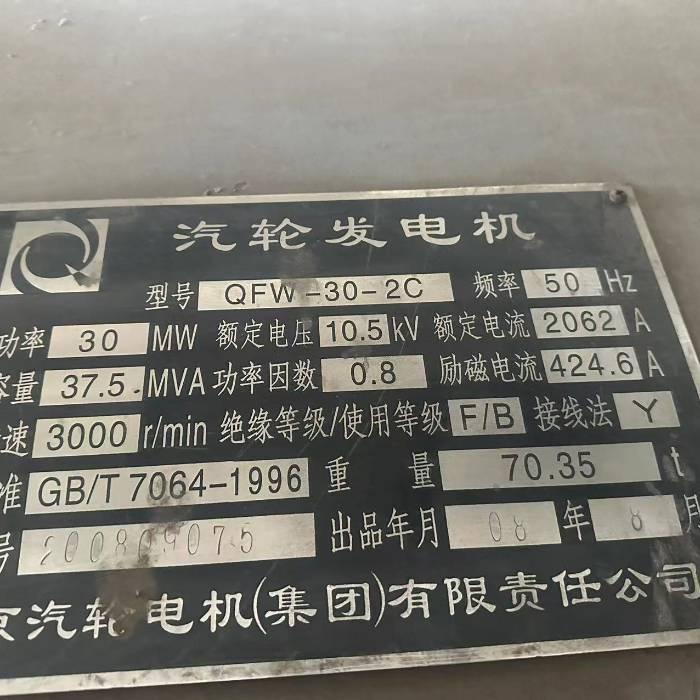 汽轮发电机
型号 QFW-30-2C 频率 50 Hz
功率 30 MW 额定电压 10.5 kV 额定电流 2062 A
容量 37.5 MVA 功率因数 0.8 励磁电流 424.6 A
速 3000 r/min 绝缘等级/使用等级 F/B 接线法 Y
准 GB/T 7064-1996 重量 70.35 t
号 出品年月 08 年 8 月
京汽轮电机(集团)有限责任公司